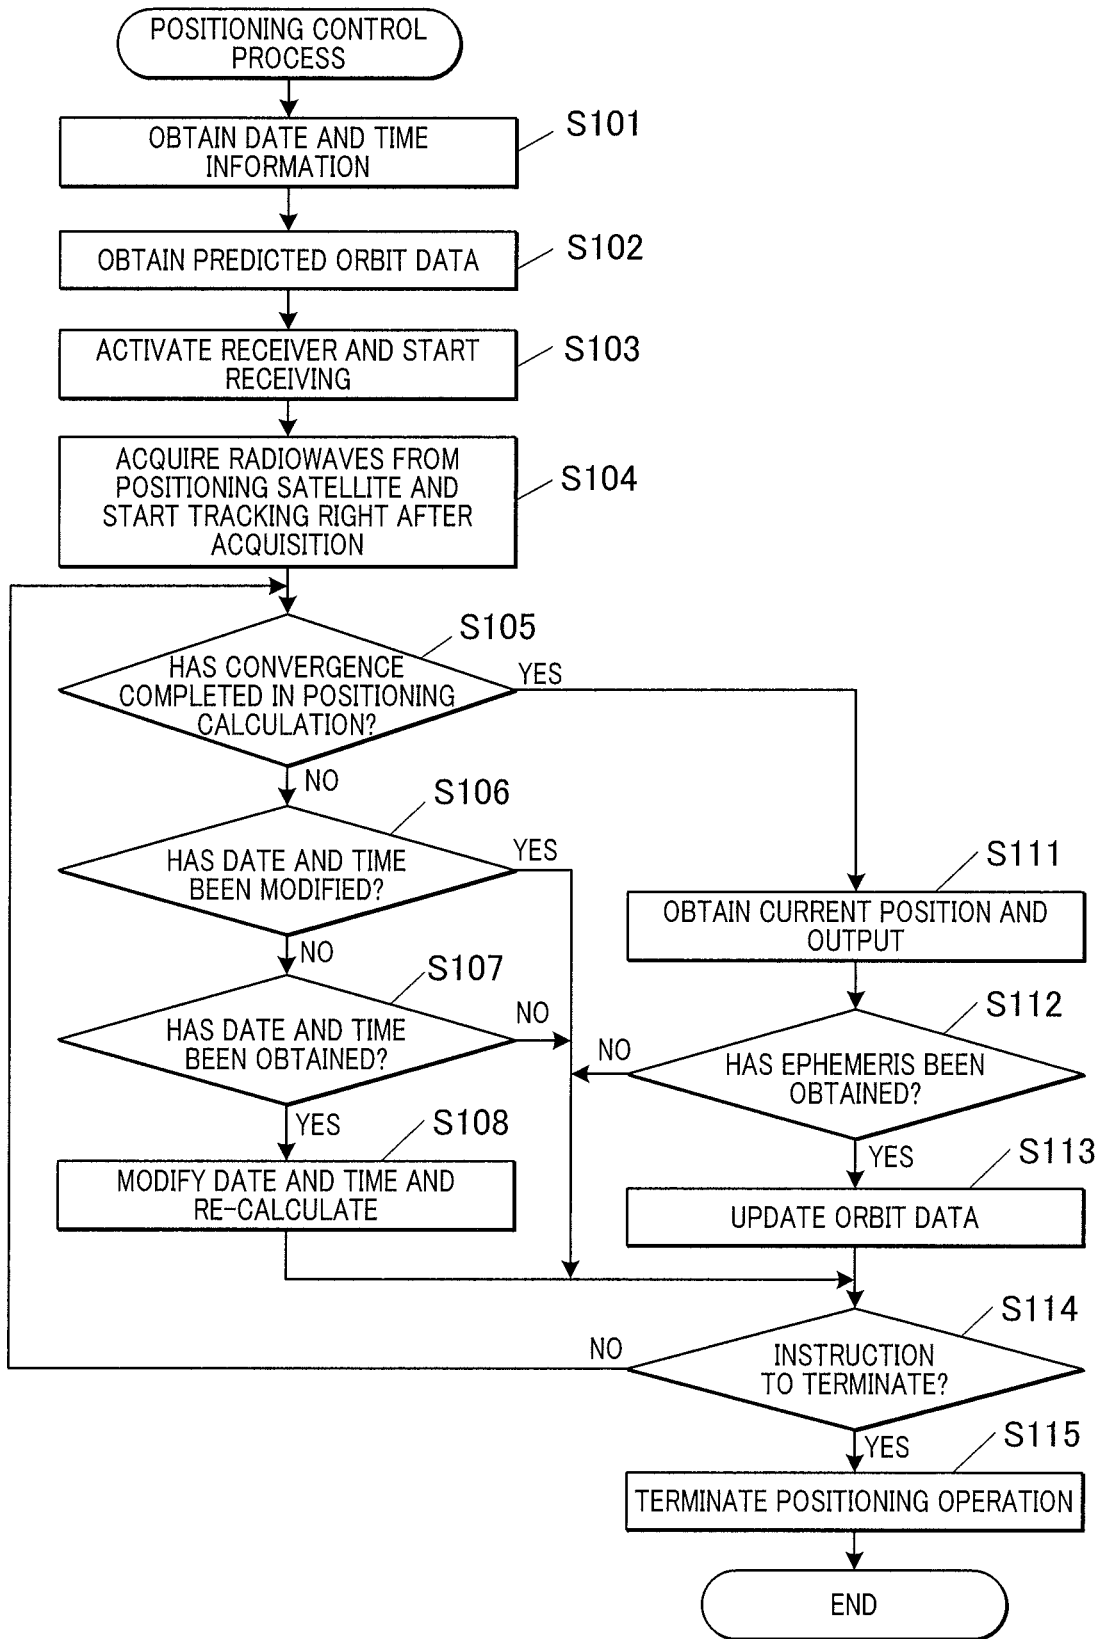 POSITIONING CONTROL
PROCESS
S101
OBTAIN DATE AND TIME
INFORMATION
S102
OBTAIN PREDICTED ORBIT DATA
S103
ACTIVATE RECEIVER AND START
RECEIVING
S104
ACQUIRE RADIOWAVES FROM
POSITIONING SATELLITE AND
START TRACKING RIGHT AFTER
ACQUISITION
S105
HAS CONVERGENCE
COMPLETED IN POSITIONING
CALCULATION?
YES
NO
S106
HAS DATE AND TIME
BEEN MODIFIED?
YES
NO
S107
HAS DATE AND TIME
BEEN OBTAINED?
NO
YES
S108
MODIFY DATE AND TIME AND
RE-CALCULATE
S111
OBTAIN CURRENT POSITION AND
OUTPUT
S112
HAS EPHEMERIS BEEN
OBTAINED?
NO
YES
S113
UPDATE ORBIT DATA
S114
INSTRUCTION
TO TERMINATE?
NO
YES
S115
TERMINATE POSITIONING OPERATION
END